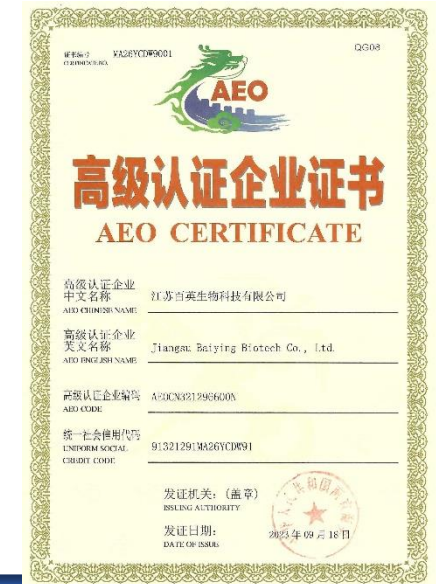 证书编号 MA26YCDW9001
CERTIFICATE NO.
QG08
AEO
高级认证企业证书
AEO CERTIFICATE
高级认证企业
中文名称 江苏百英生物科技有限公司
AEO CHINESE NAME
高级认证企业
英文名称 Jiangsu Baiying Biotech Co., Ltd.
AEO ENGLISH NAME
高级认证企业编码 AEOCN321296600N
AEO CODE
统一社会信用代码
UNIFORM SOCIAL 91321291MA26YCDW91
CREDIT CODE
发证机关:(盖章)
ISSUING AUTHORITY
发证日期: 2023年09月18日
DATE OF ISSUE